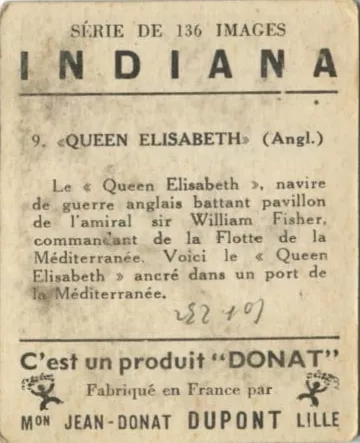 SÉRIE DE 136 IMAGES
INDIANA
9. «QUEEN ELISABETH» (Angl.)
Le « Queen Elisabeth », navire
de guerre anglais battant pavillon
de l'amiral sir William Fisher,
commandant de la Flotte de la
Méditerranée. Voici le « Queen
Elisabeth » ancré dans un port de
la Méditerranée.
C'est un produit "DONAT"
Fabriqué en France par
MON JEAN-DONAT DUPONT LILLE